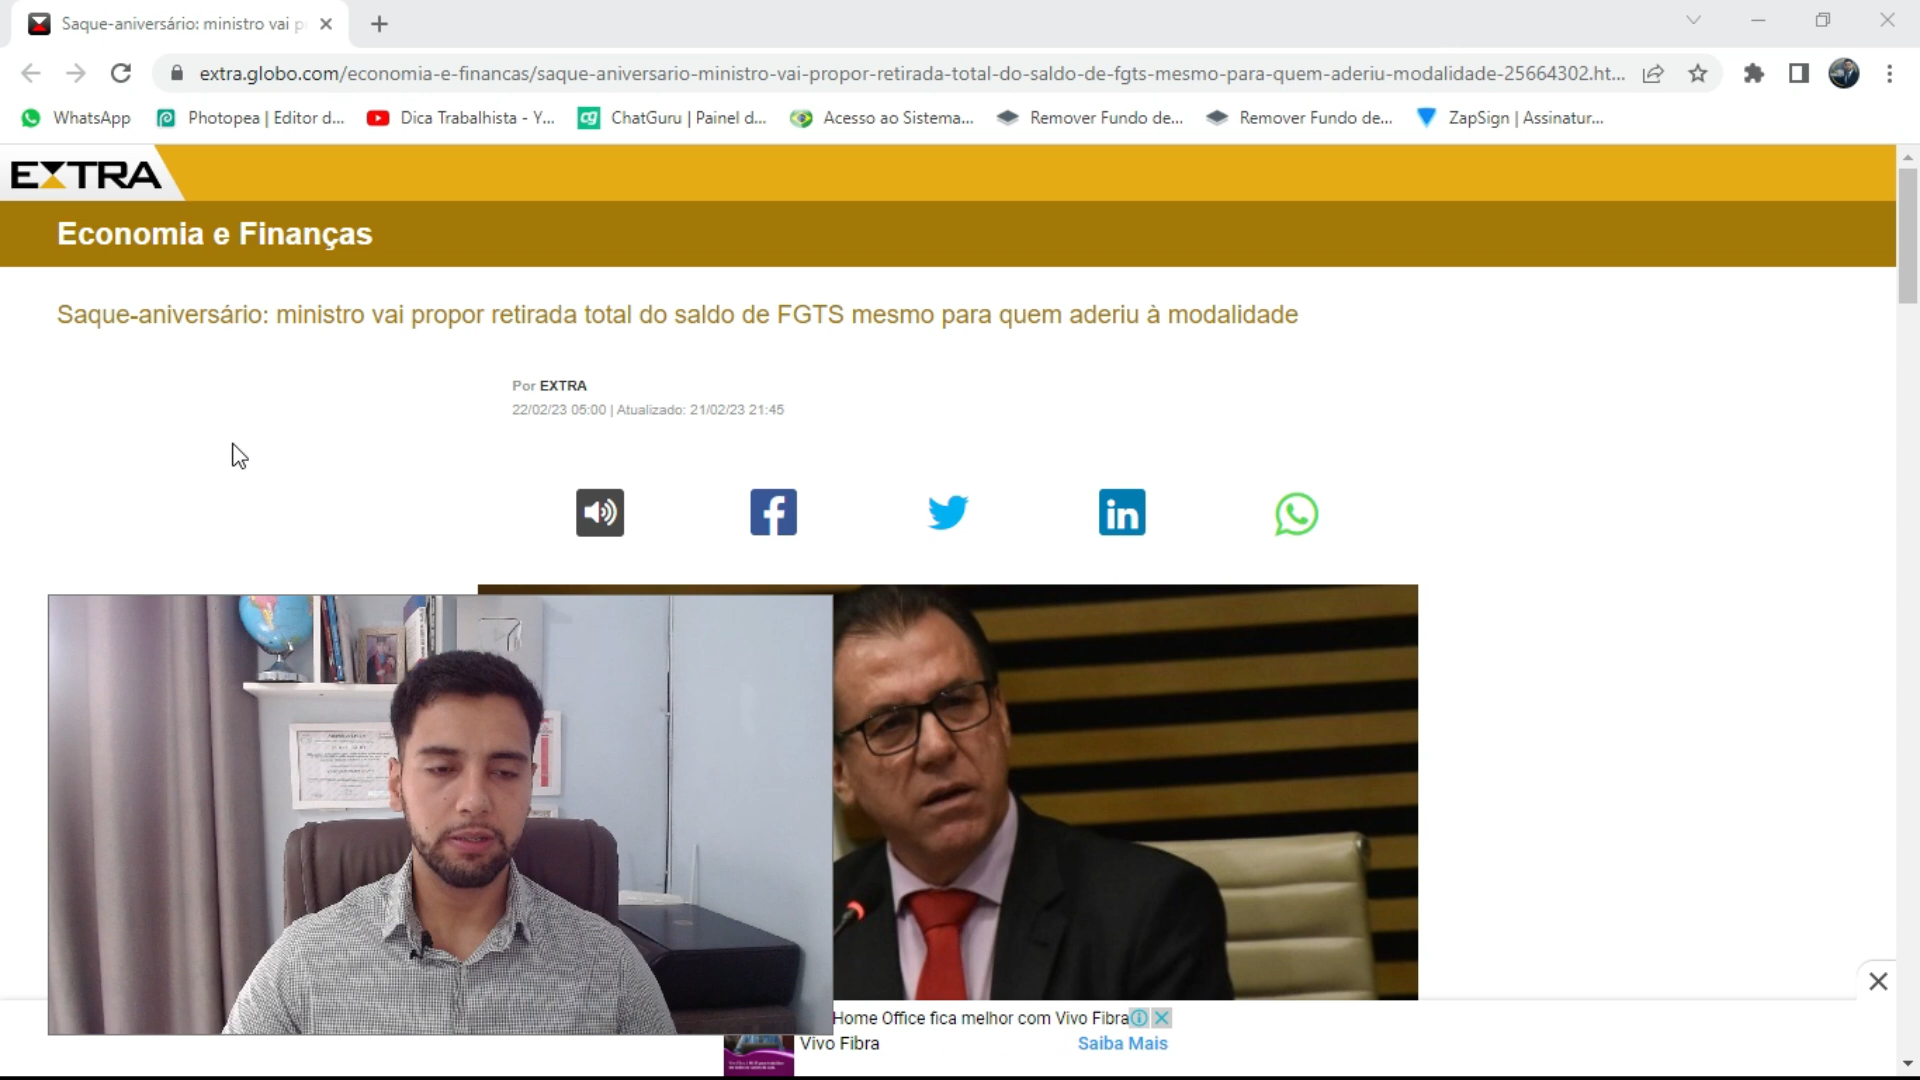 Saque-aniversário: ministro vai p
extra.globo.com/economia-e-financas/saque-aniversario-ministro-vai-propor-retirada-total-do-saldo-de-fgts-mesmo-para-quem-aderiu-modalidade-25664302.ht...
WhatsApp
Photopea | Editor d...
Dica Trabalhista - Y...
cg
ChatGuru | Painel d...
Acesso ao Sistema...
Remover Fundo de...
Remover Fundo de...
ZapSign | Assinatur...
EXTRA
Economia e Finanças
Saque-aniversário: ministro vai propor retirada total do saldo de FGTS mesmo para quem aderiu à modalidade
Por EXTRA
22/02/23 05:00 | Atualizado: 21/02/23 21:45
f
in
Home Office fica melhor com Vivo Fibra
Vivo Fibra
Saiba Mais